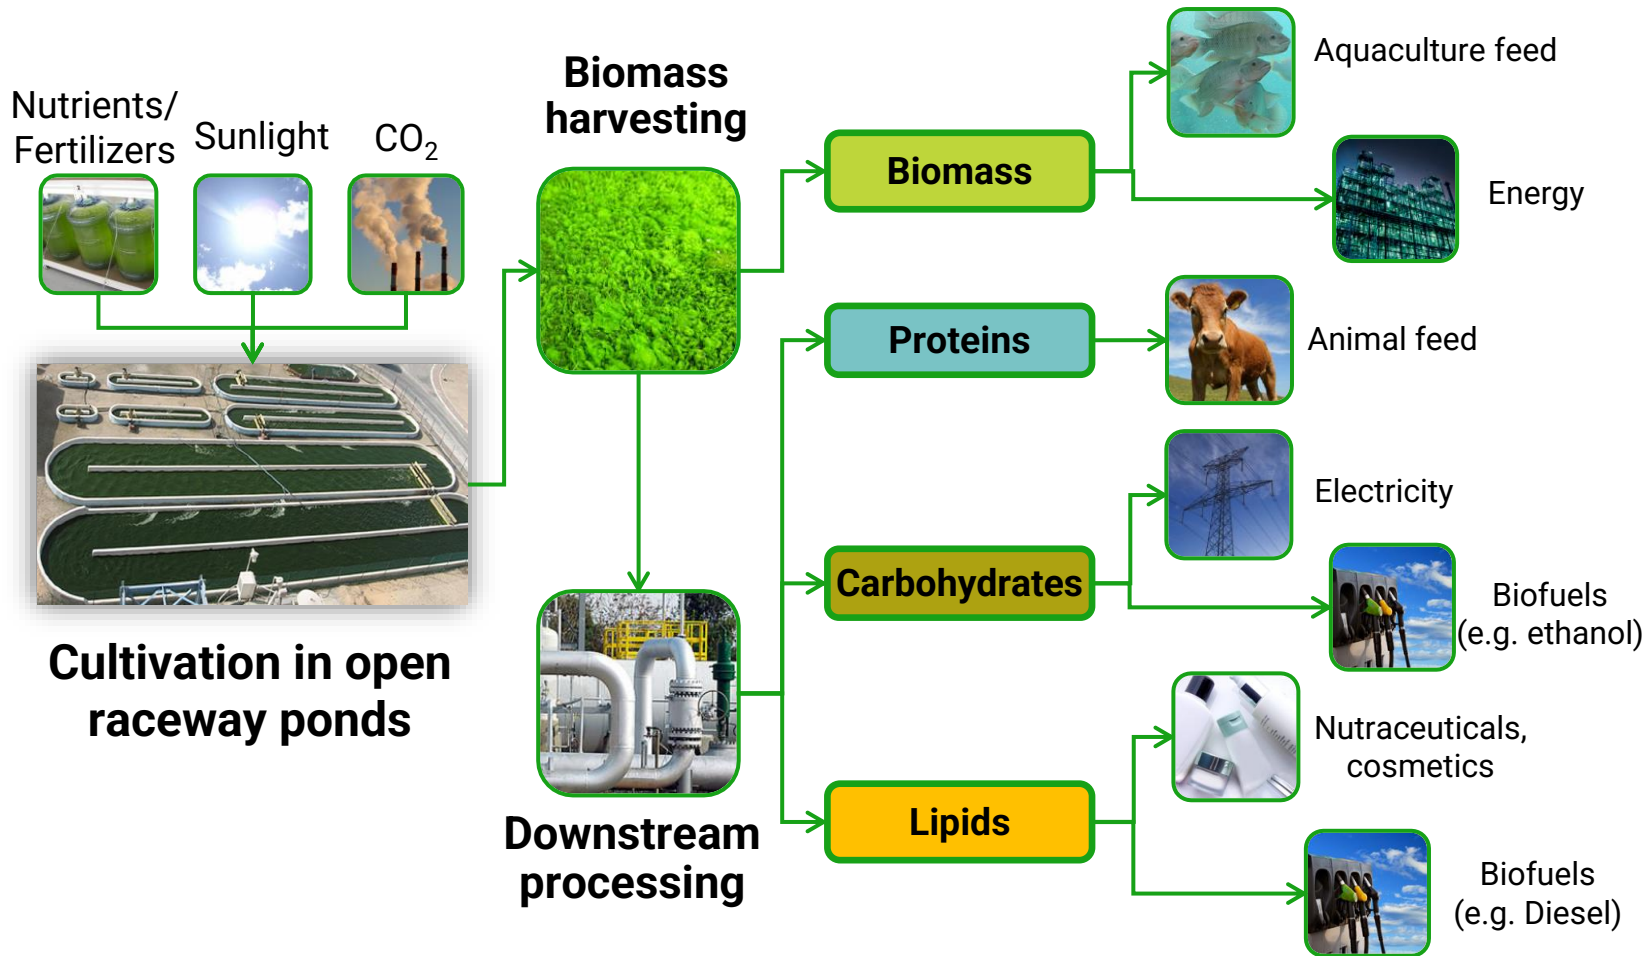 Nutrients/
Fertilizers
Sunlight
CO₂
Cultivation in open
raceway ponds
Biomass
harvesting
Downstream
processing
Biomass
Proteins
Carbohydrates
Lipids
Aquaculture feed
Energy
Animal feed
Electricity
Biofuels
(e.g. ethanol)
Nutraceuticals,
cosmetics
Biofuels
(e.g. Diesel)